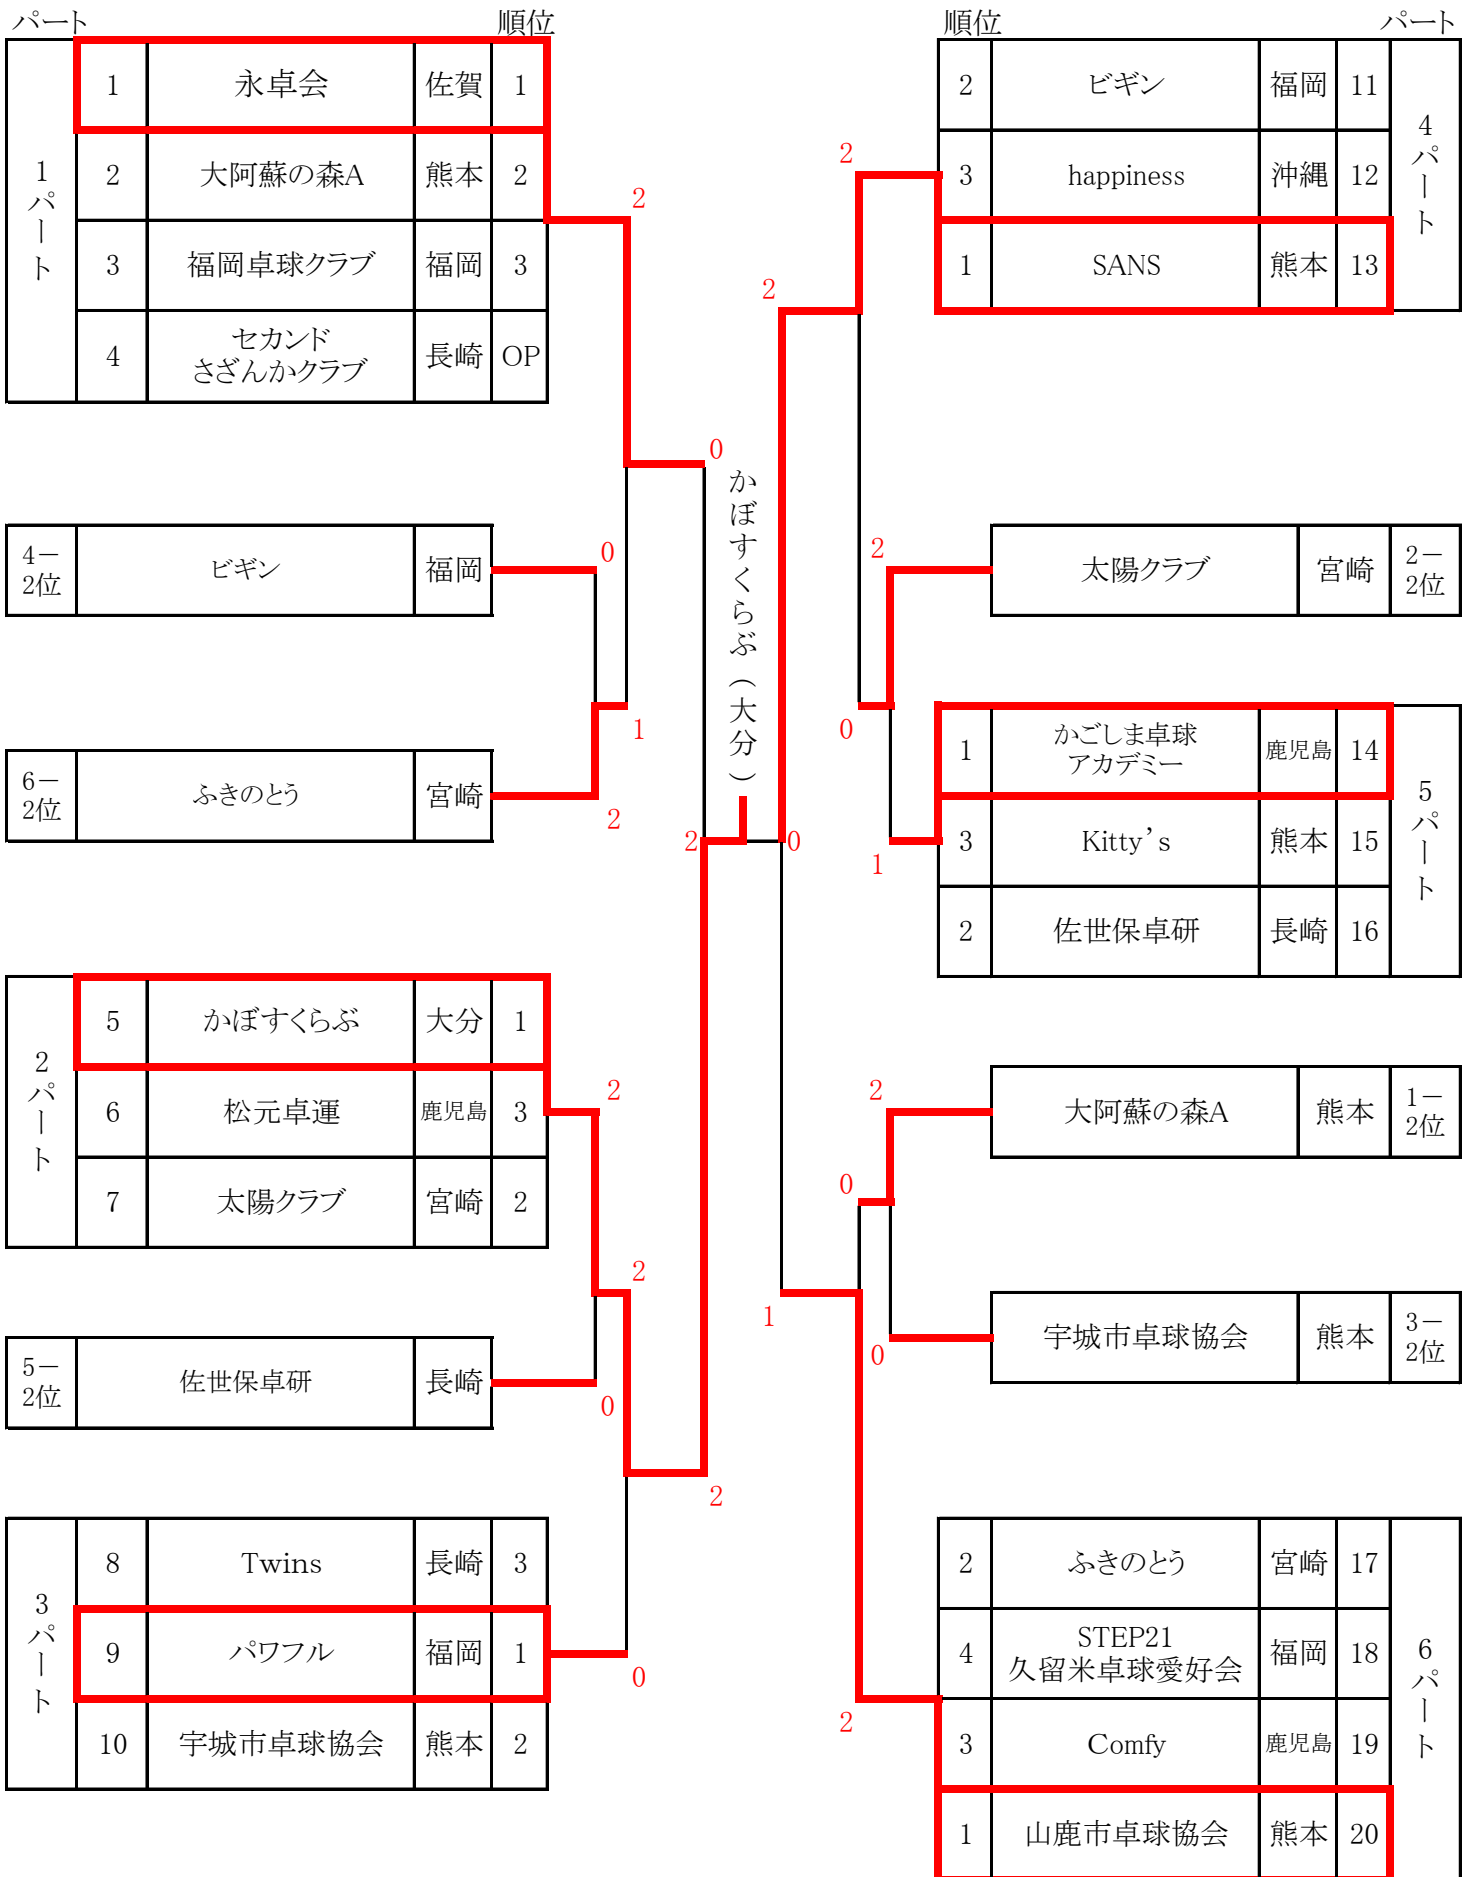 パート 順位
1パート
1 永卓会 佐賀 1
2 大阿蘇の森A 熊本 2
3 福岡卓球クラブ 福岡 3
4 セカンド
さざんかクラブ 長崎 OP
2
0
4－
2位 ビギン 福岡
0
1
6－
2位 ふきのとう 宮崎
2
2パート
5 かぼすくらぶ 大分 1
6 松元卓運 鹿児島 3
7 太陽クラブ 宮崎 2
2
2
5－
2位 佐世保卓研 長崎
0
2
3パート
8 Twins 長崎 3
9 パワフル 福岡 1
10 宇城市卓球協会 熊本 2
0
かぼすくらぶ(大分)
2 0
順位 パート
4パート
2 ビギン 福岡 11
3 happiness 沖縄 12
1 SANS 熊本 13
2
2
2
太陽クラブ 宮崎 2－
2位
0
5パート
1 かごしま卓球
アカデミー 鹿児島 14
3 Kitty’s 熊本 15
2 佐世保卓研 長崎 16
1
2
大阿蘇の森A 熊本 1－
2位
0
1
0
宇城市卓球協会 熊本 3－
2位
6パート
2 ふきのとう 宮崎 17
4 STEP21
久留米卓球愛好会 福岡 18
3 Comfy 鹿児島 19
1 山鹿市卓球協会 熊本 20
2